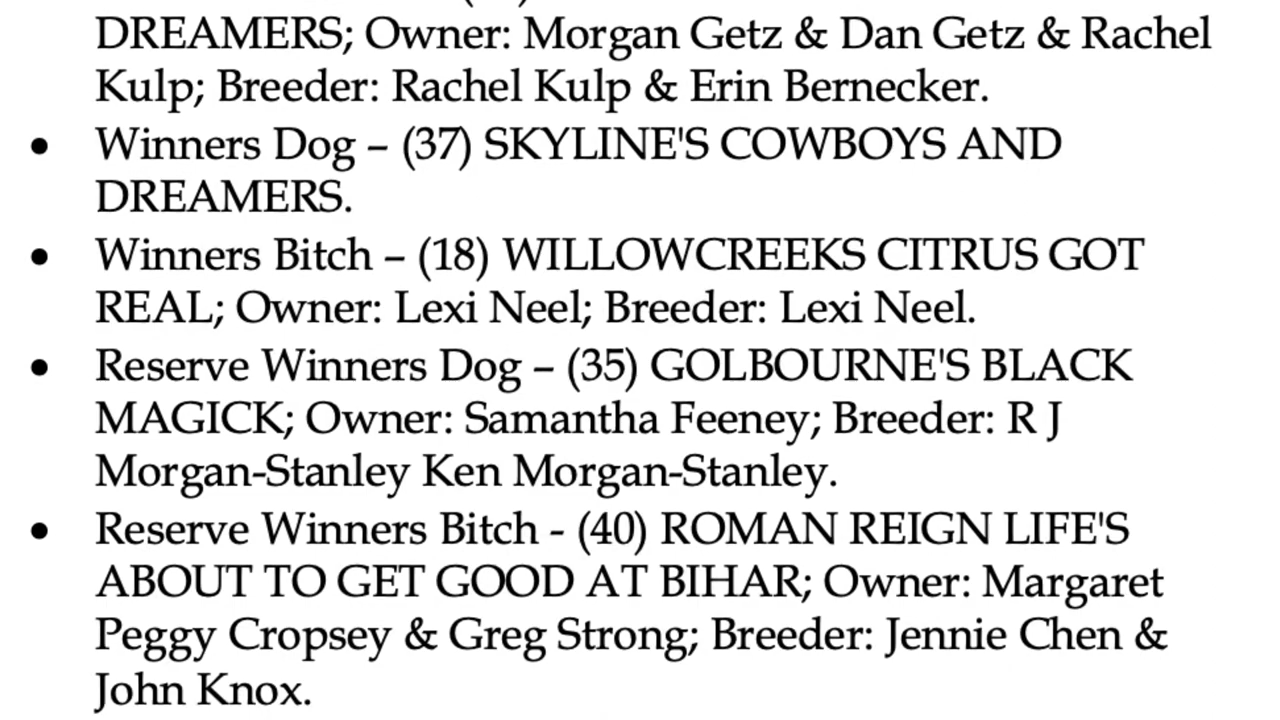 DREAMERS; Owner: Morgan Getz & Dan Getz & Rachel
Kulp; Breeder: Rachel Kulp & Erin Bernecker.
• Winners Dog – (37) SKYLINE'S COWBOYS AND
DREAMERS.
• Winners Bitch – (18) WILLOWCREEKS CITRUS GOT
REAL; Owner: Lexi Neel; Breeder: Lexi Neel.
• Reserve Winners Dog – (35) GOLBOURNE'S BLACK
MAGICK; Owner: Samantha Feeney; Breeder: R J
Morgan-Stanley Ken Morgan-Stanley.
• Reserve Winners Bitch - (40) ROMAN REIGN LIFE'S
ABOUT TO GET GOOD AT BIHAR; Owner: Margaret
Peggy Cropsey & Greg Strong; Breeder: Jennie Chen &
John Knox.